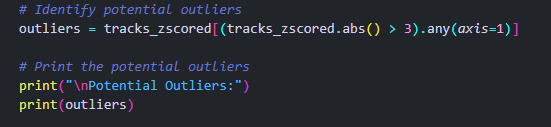 # Identify potential outliers
outliers = tracks_zscored[(tracks_zscored.abs() > 3).any(axis=1)]
# Print the potential outliers
print("\nPotential Outliers:")
print(outliers)